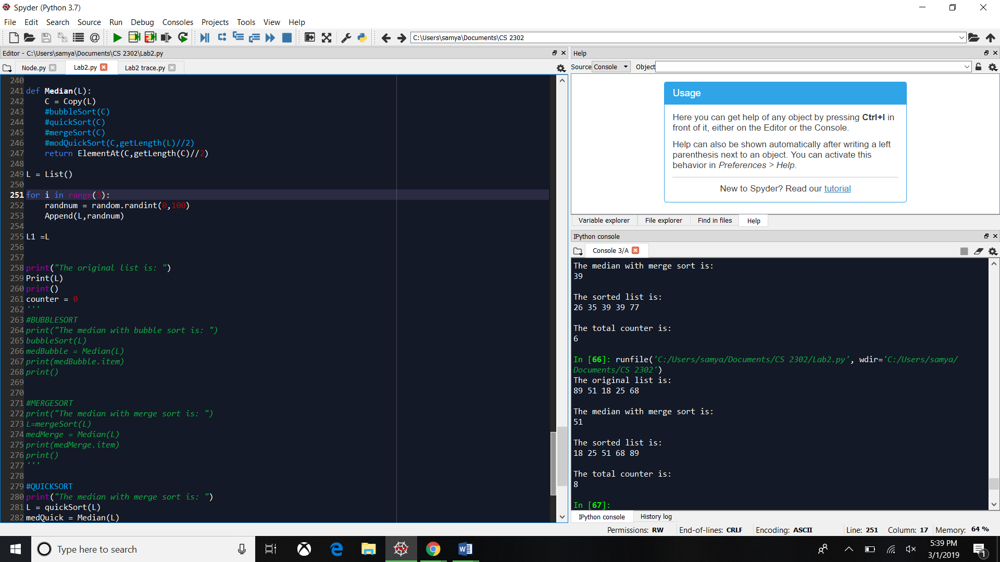 Spyder (Python 3.7)
File Edit Search Source Run Debug Consoles Projects Tools View Help
C:\Users\samya\Documents\CS 2302
Editor - C:\Users\samya\Documents\CS 2302\Lab2.py
Node.py Lab2.py Lab2 trace.py
240
241 def Median(L):
242     C = Copy(L)
243     #bubbleSort(C)
244     #quickSort(C)
245     #mergeSort(C)
246     #modQuickSort(C,getLength(L)//2)
247     return ElementAt(C,getLength(C)//2)
248
249 L = List()
250
251 for i in range(5):
252     randnum = random.randint(0,100)
253     Append(L,randnum)
254
255 L1 =L
256
257
258 print("The original list is: ")
259 Print(L)
260 print()
261 counter = 0
262 '''
263 #BUBBLESORT
264 print("The median with bubble sort is: ")
265 bubbleSort(L)
266 medBubble = Median(L)
267 print(medBubble.item)
268 print()
269
270
271 #MERGESORT
272 print("The median with merge sort is: ")
273 L=mergeSort(L)
274 medMerge = Median(L)
275 print(medMerge.item)
276 print()
277 '''
278
279 #QUICKSORT
280 print("The median with merge sort is: ")
281 L = quickSort(L)
282 medQuick = Median(L)
Help
Source Console Object
Usage
Here you can get help of any object by pressing Ctrl+I in
front of it, either on the Editor or the Console.
Help can also be shown automatically after writing a left
parenthesis next to an object. You can activate this
behavior in Preferences > Help.
New to Spyder? Read our tutorial
Variable explorer File explorer Find in files Help
IPython console
Console 3/A
The median with merge sort is:
39
The sorted list is:
26 35 39 39 77
The total counter is:
6
In [66]: runfile('C:/Users/samya/Documents/CS 2302/Lab2.py', wdir='C:/Users/samya/
Documents/CS 2302')
The original list is:
89 51 18 25 68
The median with merge sort is:
51
The sorted list is:
18 25 51 68 89
The total counter is:
8
In [67]:
IPython console History log
Permissions: RW End-of-lines: CRLF Encoding: ASCII Line: 251 Column: 17 Memory: 64 %
Type here to search
5:39 PM
3/1/2019
1